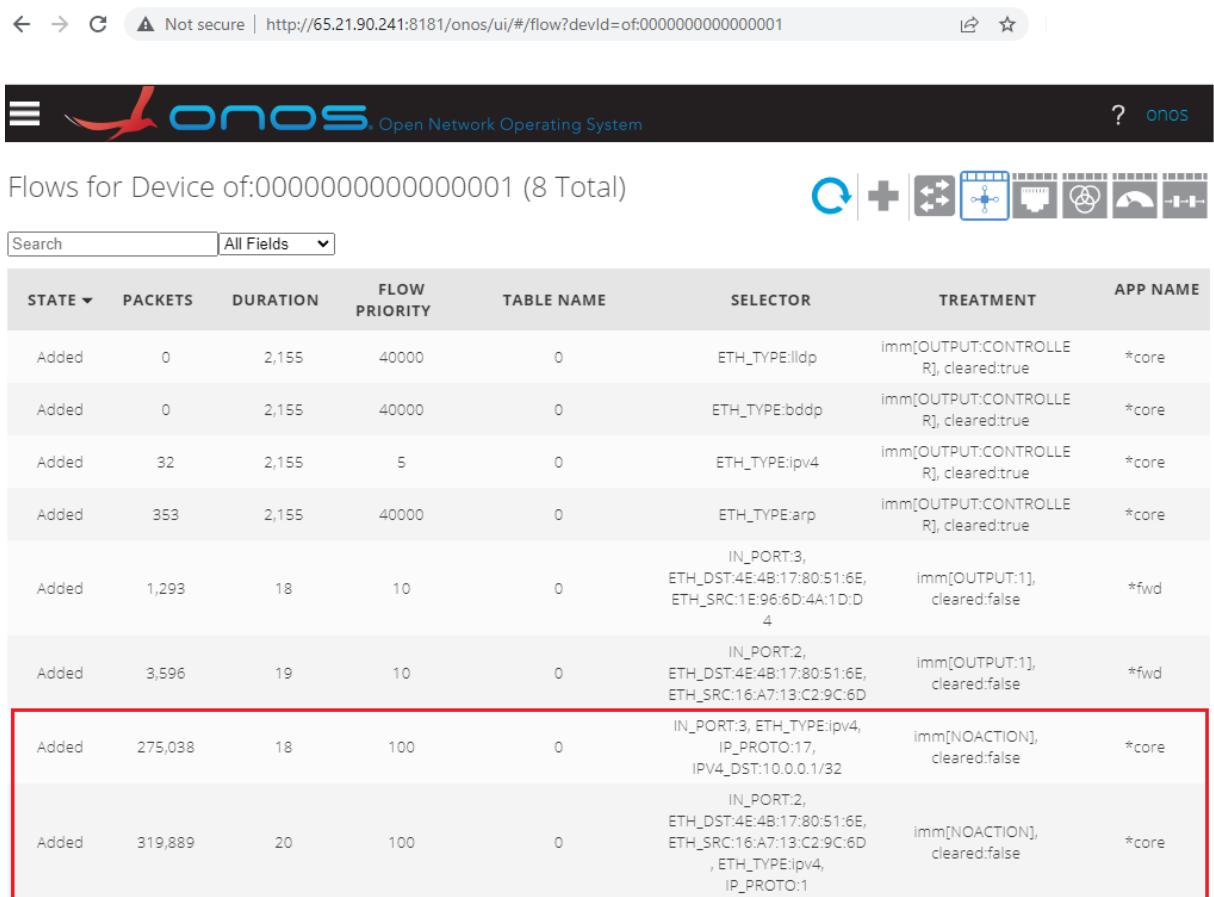 Not secure | http://65.21.90.241:8181/onos/ui/#/flow?devId=of:0000000000000001
onos. Open Network Operating System ? onos
Flows for Device of:0000000000000001 (8 Total)
Search All Fields
STATE PACKETS DURATION FLOW PRIORITY TABLE NAME SELECTOR TREATMENT APP NAME
Added 0 2,155 40000 0 ETH_TYPE:lldp imm[OUTPUT:CONTROLLE
R], cleared:true *core
Added 0 2,155 40000 0 ETH_TYPE:bddp imm[OUTPUT:CONTROLLE
R], cleared:true *core
Added 32 2,155 5 0 ETH_TYPE:ipv4 imm[OUTPUT:CONTROLLE
R], cleared:true *core
Added 353 2,155 40000 0 ETH_TYPE:arp imm[OUTPUT:CONTROLLE
R], cleared:true *core
Added 1,293 18 10 0 IN_PORT:3,
ETH_DST:4E:4B:17:80:51:6E,
ETH_SRC:1E:96:6D:4A:1D:D
4
imm[OUTPUT:1],
cleared:false *fwd
Added 3,596 19 10 0 IN_PORT:2,
ETH_DST:4E:4B:17:80:51:6E,
ETH_SRC:16:A7:13:C2:9C:6D
imm[OUTPUT:1],
cleared:false *fwd
Added 275,038 18 100 0 IN_PORT:3, ETH_TYPE:ipv4,
IP_PROTO:17,
IPV4_DST:10.0.0.1/32
imm[NOACTION],
cleared:false *core
Added 319,889 20 100 0 IN_PORT:2,
ETH_DST:4E:4B:17:80:51:6E,
ETH_SRC:16:A7:13:C2:9C:6D
, ETH_TYPE:ipv4,
IP_PROTO:1
imm[NOACTION],
cleared:false *core